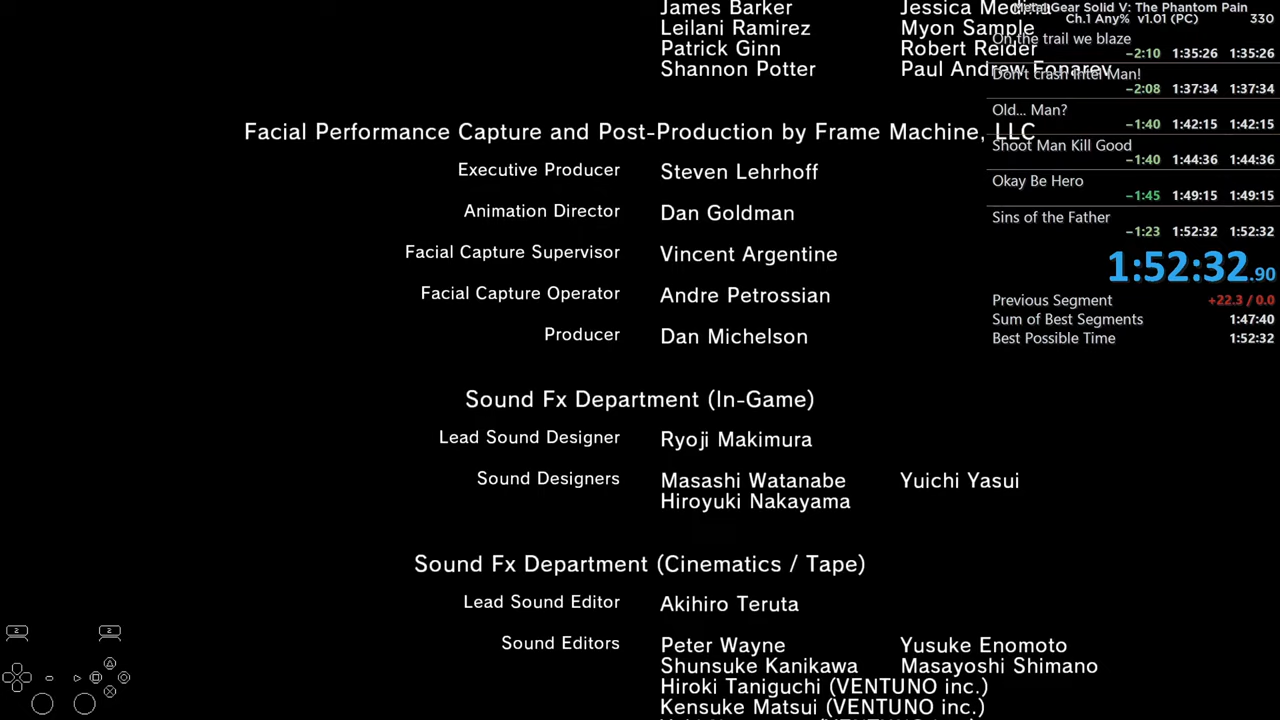 James Barker Jessica Medina
Leilani Ramirez Myon Sample
Patrick Ginn Robert Reider
Shannon Potter Paul Andrew Fonarev
Facial Performance Capture and Post-Production by Frame Machine, LLC
Executive Producer Steven Lehrhoff
Animation Director Dan Goldman
Facial Capture Supervisor Vincent Argentine
Facial Capture Operator Andre Petrossian
Producer Dan Michelson
Sound Fx Department (In-Game)
Lead Sound Designer Ryoji Makimura
Sound Designers Masashi Watanabe Yuichi Yasui
Hiroyuki Nakayama
Sound Fx Department (Cinematics / Tape)
Lead Sound Editor Akihiro Teruta
Sound Editors Peter Wayne Yusuke Enomoto
Shunsuke Kanikawa Masayoshi Shimano
Hiroki Taniguchi (VENTUNO inc.)
Kensuke Matsui (VENTUNO inc.)
Metal Gear Solid V: The Phantom Pain
Ch.1 Any% v1.01 (PC) 330
On the trail we blaze
−2:10 1:35:26 1:35:26
Don't crash Intel Man!
−2:08 1:37:34 1:37:34
Old... Man?
−1:40 1:42:15 1:42:15
Shoot Man Kill Good
−1:40 1:44:36 1:44:36
Okay Be Hero
−1:45 1:49:15 1:49:15
Sins of the Father
−1:23 1:52:32 1:52:32
1:52:32.90
Previous Segment +22.3 / 0.0
Sum of Best Segments 1:47:40
Best Possible Time 1:52:32
2 2